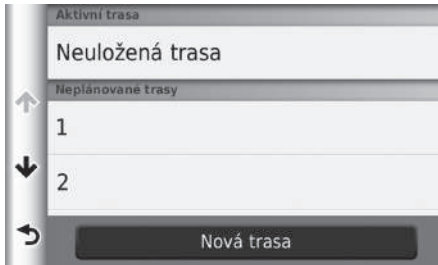 Aktivní trasa
Neuložená trasa
Neplánované trasy
1
2
Nová trasa